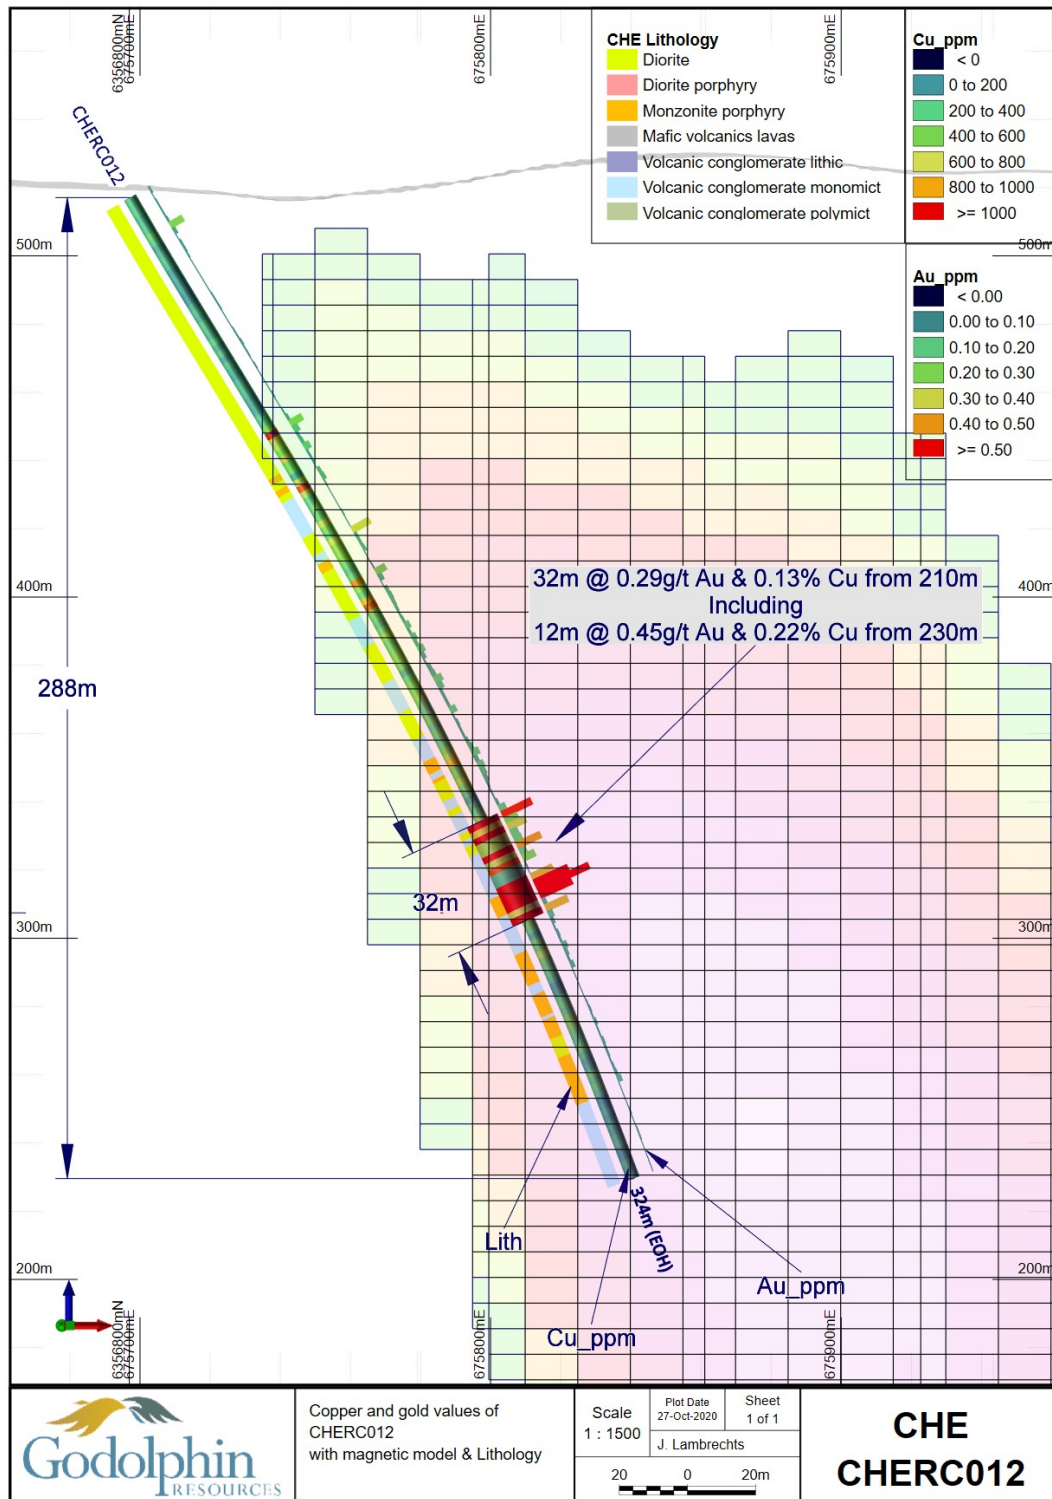 6356800mN
675700mE
675800mE
675900mE
CHE Lithology
Diorite
Diorite porphyry
Monzonite porphyry
Mafic volcanics lavas
Volcanic conglomerate lithic
Volcanic conglomerate monomict
Volcanic conglomerate polymict
Cu_ppm
< 0
0 to 200
200 to 400
400 to 600
600 to 800
800 to 1000
>= 1000
Au_ppm
< 0.00
0.00 to 0.10
0.10 to 0.20
0.20 to 0.30
0.30 to 0.40
0.40 to 0.50
>= 0.50
CHERC012
500m
500m
400m
400m
32m @ 0.29g/t Au & 0.13% Cu from 210m
Including
12m @ 0.45g/t Au & 0.22% Cu from 230m
288m
32m
300m
300m
324m (EOH)
Lith
Au_ppm
Cu_ppm
200m
200m
6356800mN
675700mE
675800mE
675900mE
Godolphin
RESOURCES
Copper and gold values of
CHERC012
with magnetic model & Lithology
Scale
1 : 1500
Plot Date
27-Oct-2020
Sheet
1 of 1
J. Lambrechts
20 0 20m
CHE
CHERC012